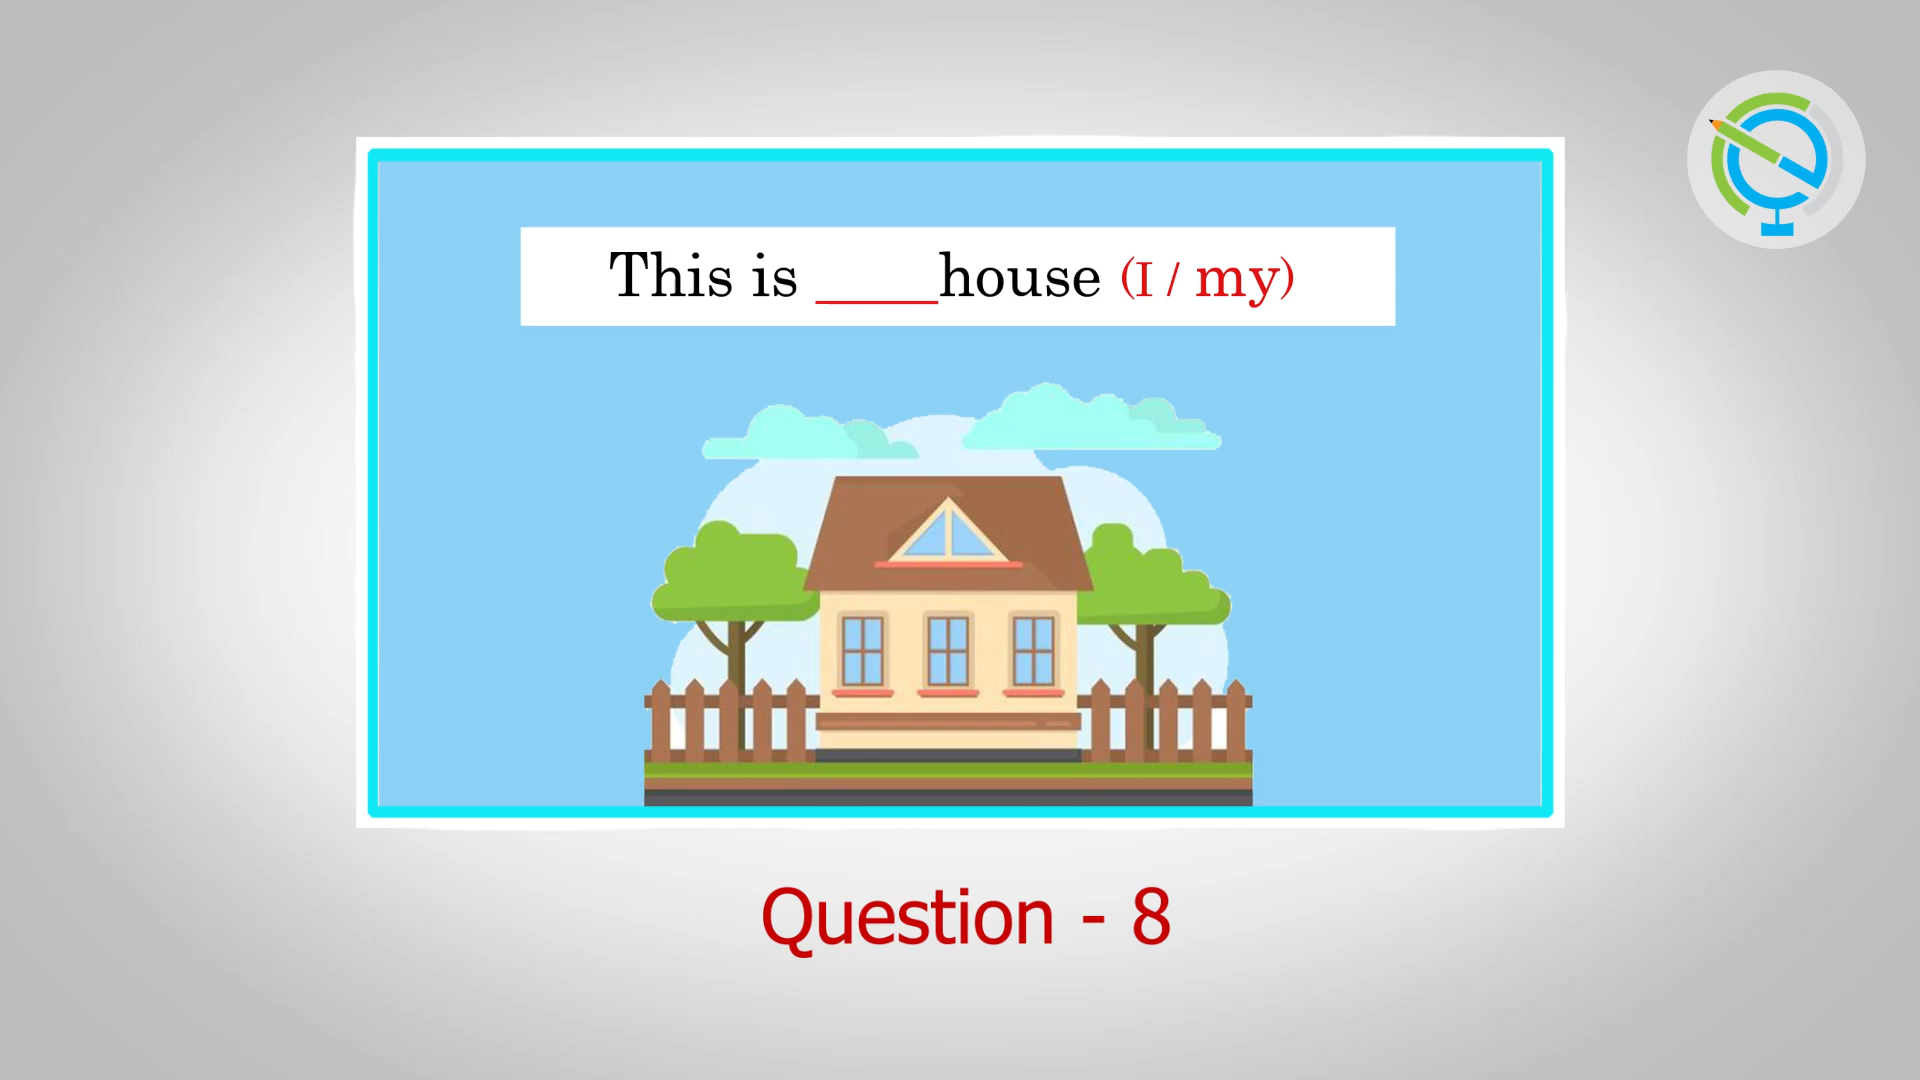 This is ____house (I / my)
Question - 8